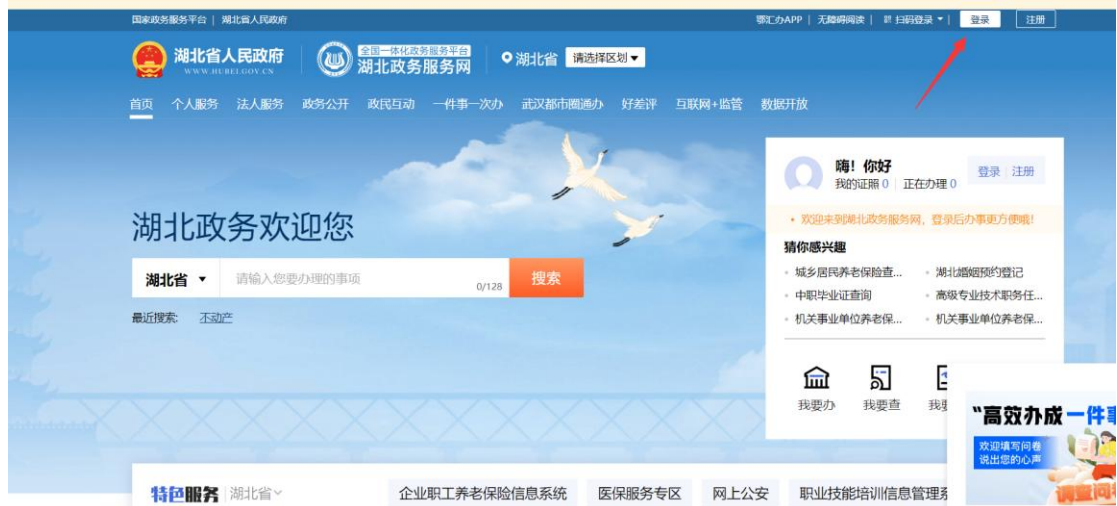 国家政务服务平台 | 湖北省人民政府
鄂汇办APP | 无障碍阅读 | 扫码登录 | 登录 注册
湖北省人民政府
WWW.HUBEI.GOV.CN
全国一体化政务服务平台
湖北政务服务网
湖北省 请选择区划
首页 个人服务 法人服务 政务公开 政民互动 一件事一次办 武汉都市圈通办 好差评 互联网+监管 数据开放
嗨！你好
我的证照 0 | 正在办理 0
登录 | 注册
· 欢迎来到湖北政务服务网，登录后办事更方便哦!
湖北政务欢迎您
湖北省 请输入您要办理的事项 0/128 搜索
最近搜索: 不动产
猜你感兴趣
城乡居民养老保险查...
湖北婚姻预约登记
中职毕业证查询
高级专业技术职务任...
机关事业单位养老保...
机关事业单位养老保...
我要办 我要查 我要
“高效办成一件事
欢迎填写问卷
说出您的心声
调查问卷
特色服务 | 湖北省
企业职工养老保险信息系统 医保服务专区 网上公安 职业技能培训信息管理系